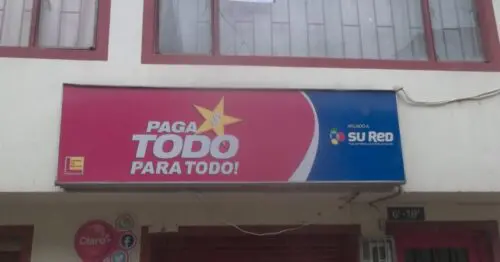 PAGA
TODO
PARA TODO!
SU RED
Claro